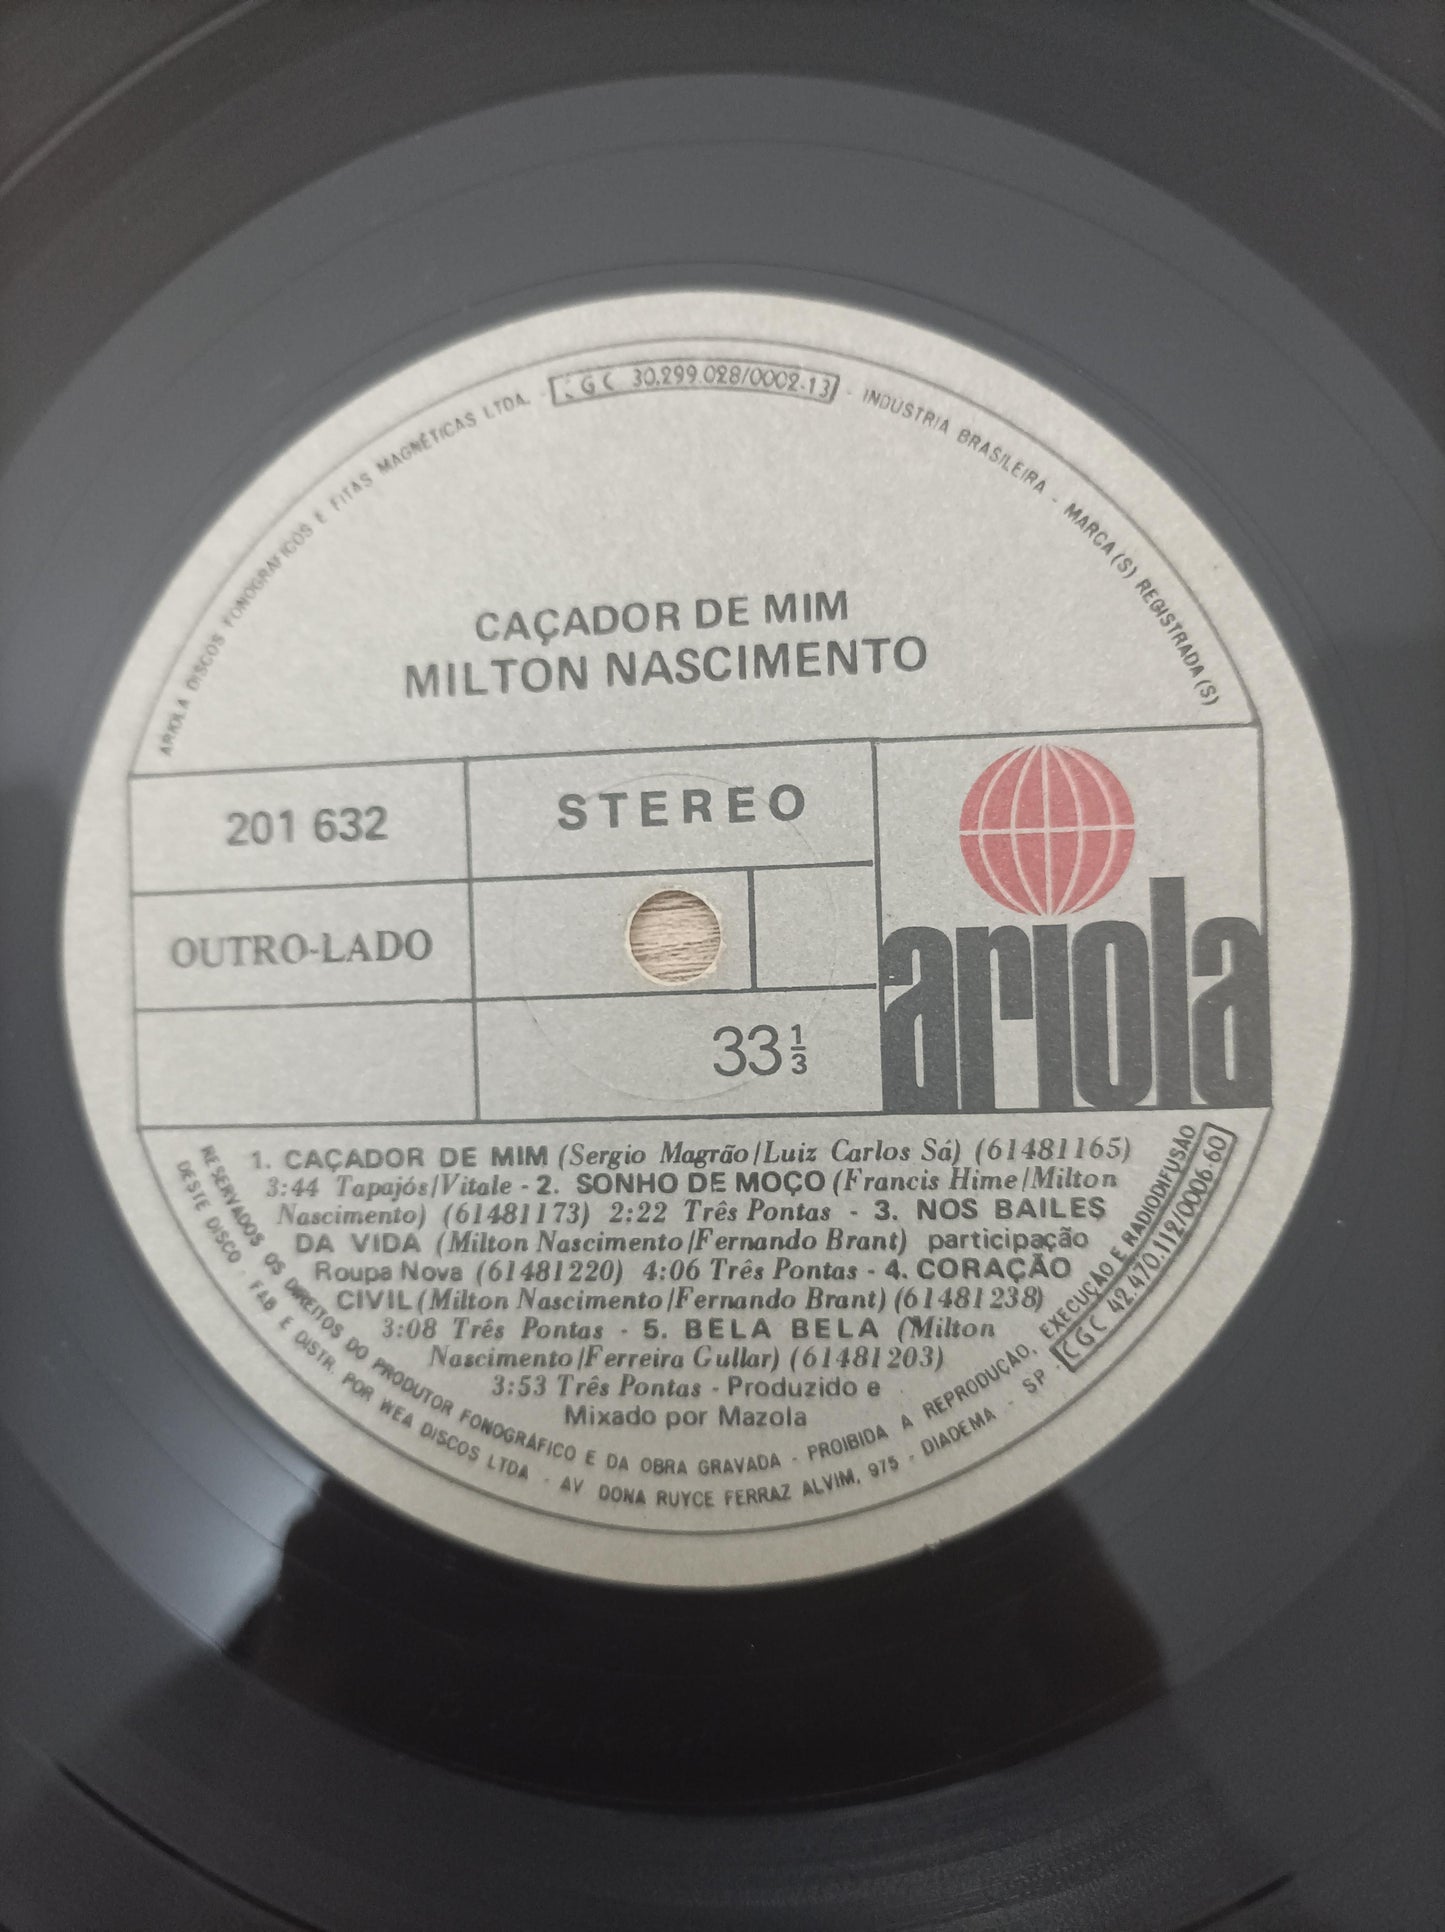 ARIOLA DISCOS FONOGRÁFICOS E FITAS MAGNÉTICAS LTDA. - CGC 30.299.028/0002-13 - INDUSTRIA BRASILEIRA - MARCA (S) REGISTRADA (S)
CAÇADOR DE MIM
MILTON NASCIMENTO
201 632
STEREO
OUTRO-LADO
33 1/3
ariola
1. CAÇADOR DE MIM (Sergio Magrão/Luiz Carlos Sá) (61481165)
3:44 Tapajós/Vitale - 2. SONHO DE MOÇO (Francis Hime/Milton
Nascimento) (61481173) 2:22 Três Pontas - 3. NOS BAILES
DA VIDA (Milton Nascimento/Fernando Brant) participação
Roupa Nova (61481220) 4:06 Três Pontas - 4. CORAÇÃO
CIVIL (Milton Nascimento/Fernando Brant) (61481238)
3:08 Três Pontas - 5. BELA BELA (Milton
Nascimento/Ferreira Gullar) (61481203)
3:53 Três Pontas - Produzido e
Mixado por Mazola
RESERVADOS OS DIREITOS DO PRODUTOR FONOGRÁFICO E DA OBRA GRAVADA - PROIBIDA A REPRODUÇÃO, EXECUÇÃO E RADIODIFUSÃO
DESTE DISCO - FAB E DISTR. POR WEA DISCOS LTDA - AV DONA RUYCE FERRAZ ALVIM, 975 - DIADEMA - SP - CGC 42.470.112/0006-60